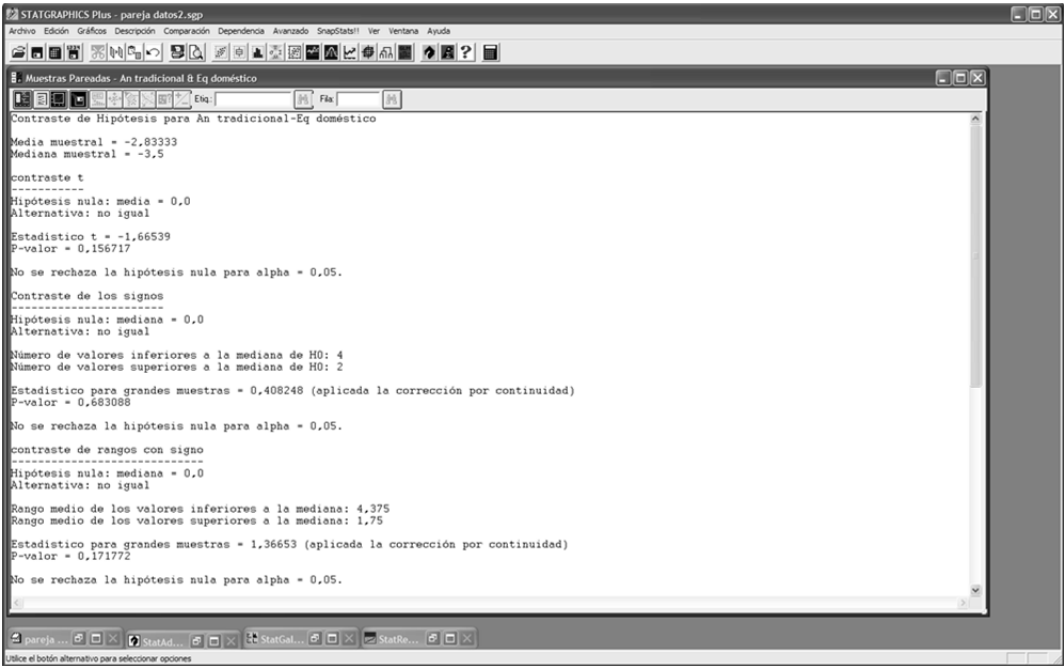 STATGRAPHICS Plus - pareja datos2.sgp
Archivo Edición Gráficos Descripción Comparación Dependencia Avanzado SnapStats!! Ver Ventana Ayuda
Muestras Pareadas - An tradicional & Eq doméstico
Etiq.: Fila:
Contraste de Hipótesis para An tradicional-Eq doméstico
Media muestral = -2,83333
Mediana muestral = -3,5
contraste t
-----------
Hipótesis nula: media = 0,0
Alternativa: no igual
Estadístico t = -1,66539
P-valor = 0,156717
No se rechaza la hipótesis nula para alpha = 0,05.
Contraste de los signos
-----------------------
Hipótesis nula: mediana = 0,0
Alternativa: no igual
Número de valores inferiores a la mediana de H0: 4
Número de valores superiores a la mediana de H0: 2
Estadístico para grandes muestras = 0,408248 (aplicada la corrección por continuidad)
P-valor = 0,683088
No se rechaza la hipótesis nula para alpha = 0,05.
contraste de rangos con signo
-----------------------------
Hipótesis nula: mediana = 0,0
Alternativa: no igual
Rango medio de los valores inferiores a la mediana: 4,375
Rango medio de los valores superiores a la mediana: 1,75
Estadístico para grandes muestras = 1,36653 (aplicada la corrección por continuidad)
P-valor = 0,171772
No se rechaza la hipótesis nula para alpha = 0,05.
pareja ... StatAd... StatGal... StatRe...
Utilice el botón alternativo para seleccionar opciones